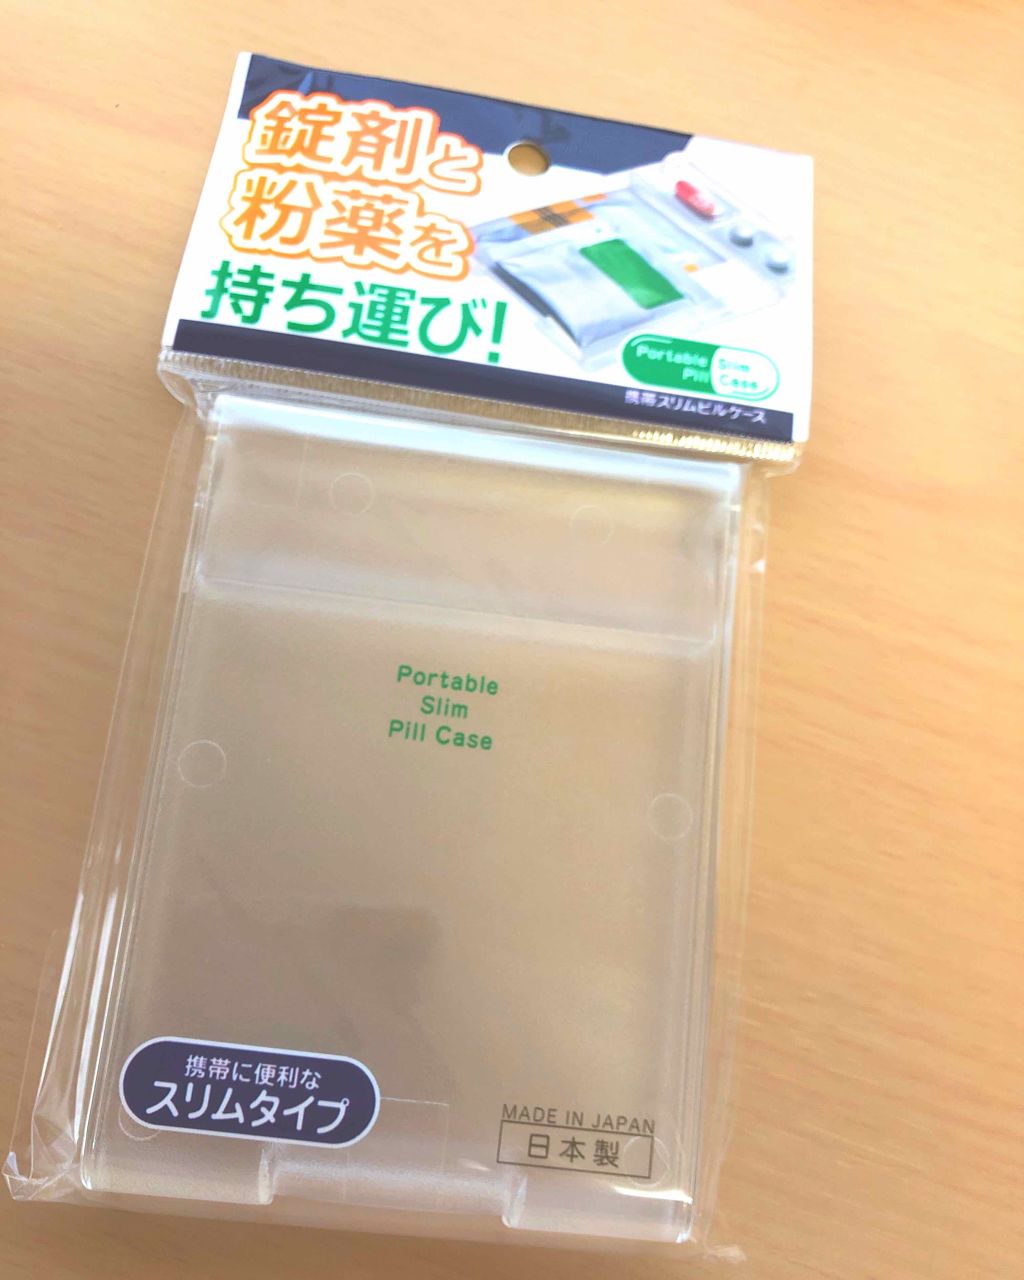 錠剤と
粉薬を
持ち運び!
Portable
Pill
Slim
Case
携帯スリムピルケース
Portable
Slim
Pill Case
携帯に便利な
スリムタイプ
MADE IN JAPAN
日本製